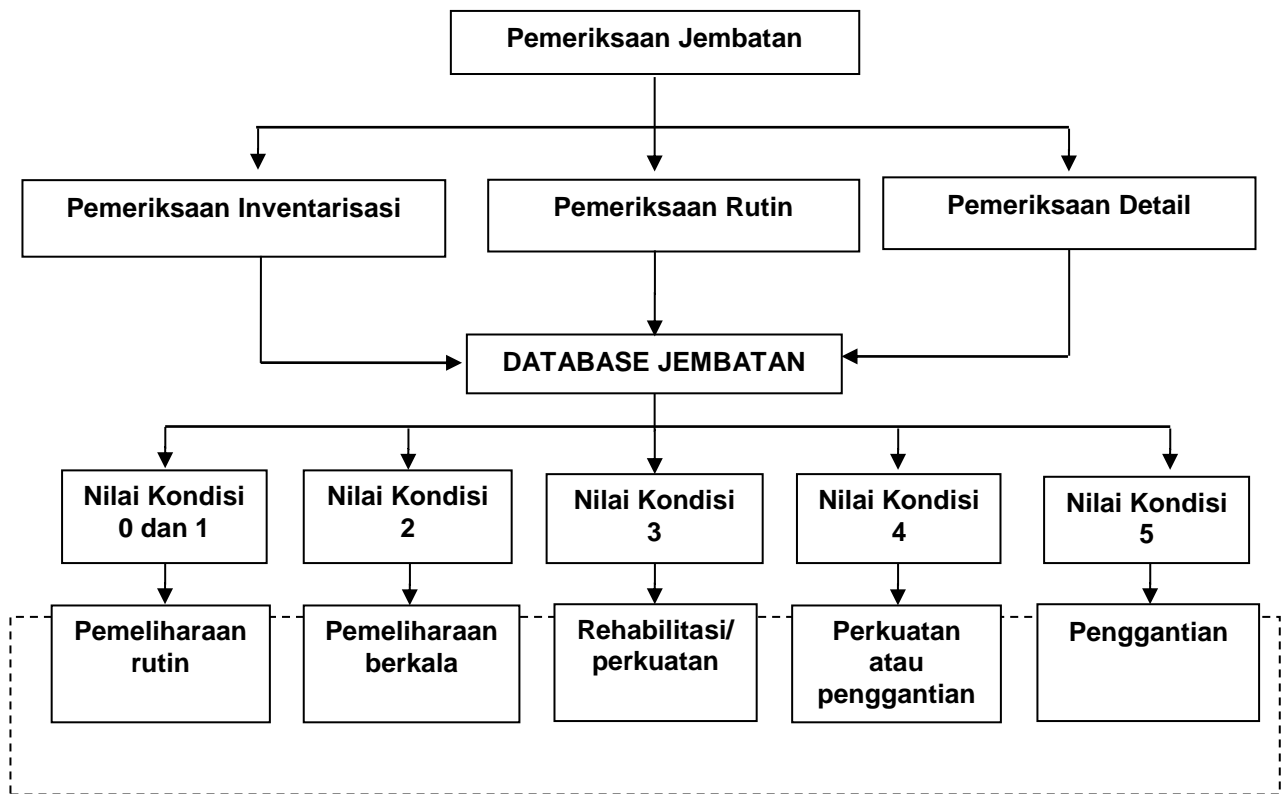 Pemeriksaan Jembatan
Pemeriksaan Inventarisasi
Pemeriksaan Rutin
Pemeriksaan Detail
DATABASE JEMBATAN
Nilai Kondisi
0 dan 1
Nilai Kondisi
2
Nilai Kondisi
3
Nilai Kondisi
4
Nilai Kondisi
5
Pemeliharaan
rutin
Pemeliharaan
berkala
Rehabilitasi/
perkuatan
Perkuatan
atau
penggantian
Penggantian